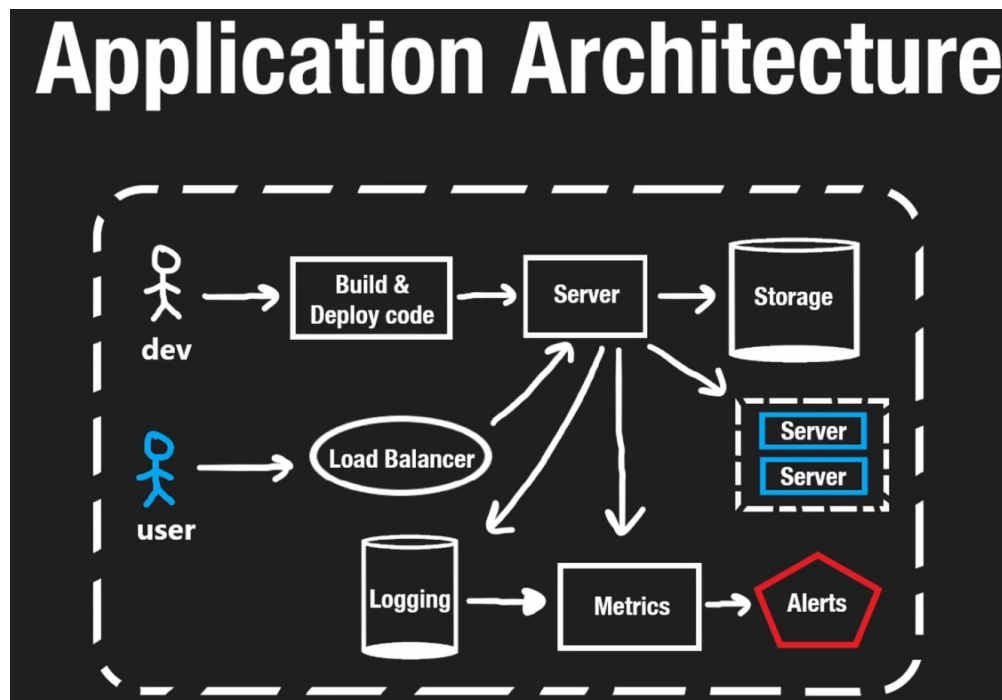 Application Architecture
Build &
Deploy code
Server
Storage
dev
Server
Load Balancer
Server
user
Logging
Metrics
Alerts